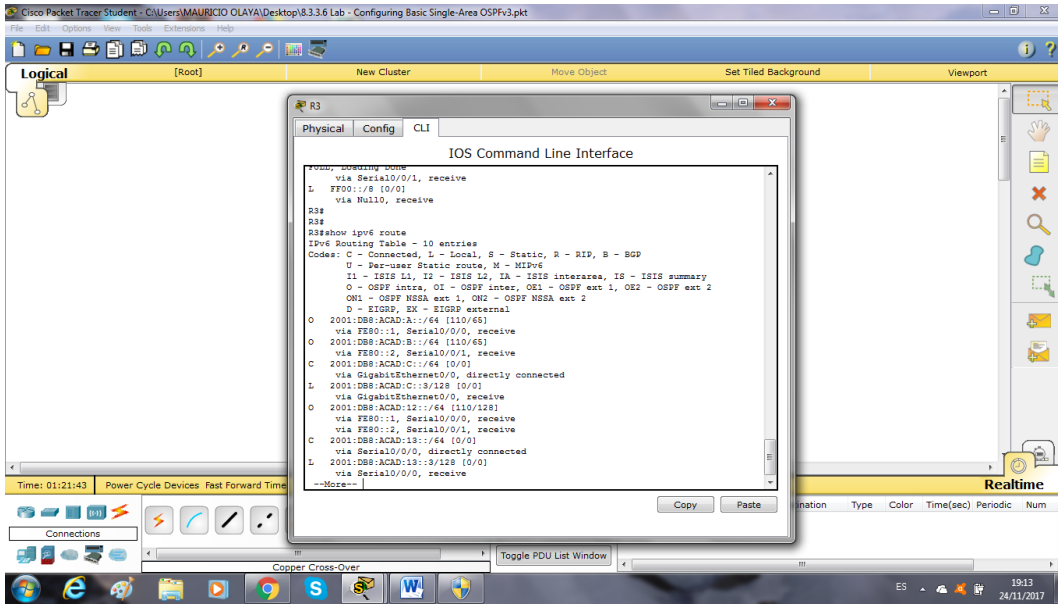 Cisco Packet Tracer Student - C:\Users\MAURICIO OLAYA\Desktop\8.3.3.6 Lab - Configuring Basic Single-Area OSPFv3.pkt
File Edit Options View Tools Extensions Help
Logical [Root] New Cluster Move Object Set Tiled Background Viewport
R3
Physical Config CLI
IOS Command Line Interface
FULL, Loading Done
via Serial0/0/1, receive
L FF00::/8 [0/0]
via Null0, receive
R3#
R3#
R3#show ipv6 route
IPv6 Routing Table - 10 entries
Codes: C - Connected, L - Local, S - Static, R - RIP, B - BGP
U - Per-user Static route, M - MIPv6
I1 - ISIS L1, I2 - ISIS L2, IA - ISIS interarea, IS - ISIS summary
O - OSPF intra, OI - OSPF inter, OE1 - OSPF ext 1, OE2 - OSPF ext 2
ON1 - OSPF NSSA ext 1, ON2 - OSPF NSSA ext 2
D - EIGRP, EX - EIGRP external
O 2001:DB8:ACAD:A::/64 [110/65]
via FE80::1, Serial0/0/0, receive
O 2001:DB8:ACAD:B::/64 [110/65]
via FE80::2, Serial0/0/1, receive
C 2001:DB8:ACAD:C::/64 [0/0]
via GigabitEthernet0/0, directly connected
L 2001:DB8:ACAD:C::3/128 [0/0]
via GigabitEthernet0/0, receive
O 2001:DB8:ACAD:12::/64 [110/128]
via FE80::1, Serial0/0/0, receive
via FE80::2, Serial0/0/1, receive
C 2001:DB8:ACAD:13::/64 [0/0]
via Serial0/0/0, directly connected
L 2001:DB8:ACAD:13::3/128 [0/0]
via Serial0/0/0, receive
--More--
Copy Paste
Time: 01:21:43 Power Cycle Devices Fast Forward Time Realtime
ination Type Color Time(sec) Periodic Num
Connections
Toggle PDU List Window
Copper Cross-Over
ES 19:13
24/11/2017